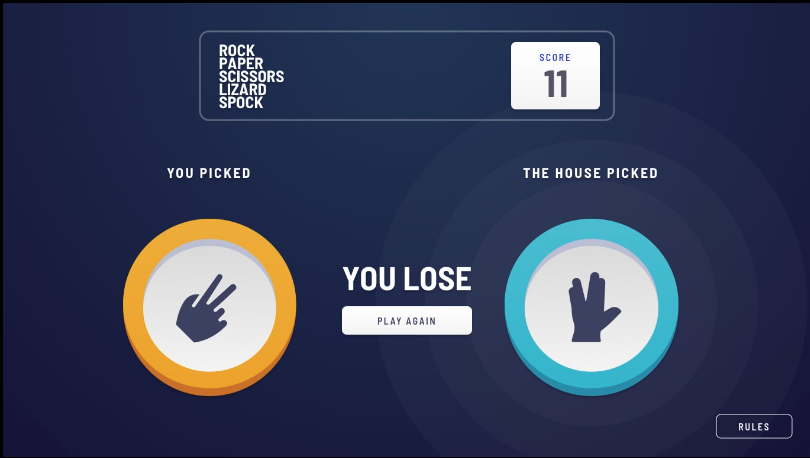 ROCK
PAPER
SCISSORS
LIZARD
SPOCK
SCORE
11
YOU PICKED
THE HOUSE PICKED
YOU LOSE
PLAY AGAIN
RULES